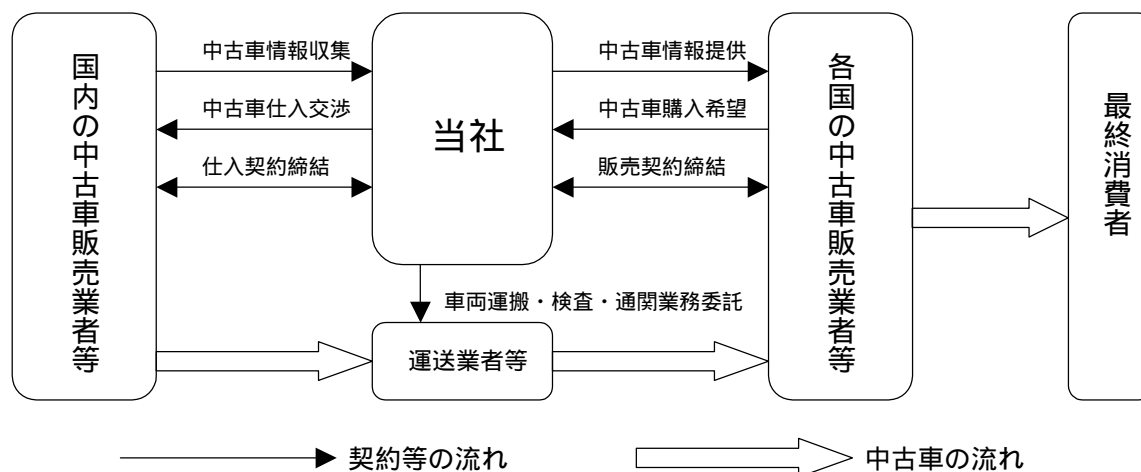 国内の中古車販売業者等
中古車情報収集
中古車仕入交渉
仕入契約締結
当社
中古車情報提供
中古車購入希望
販売契約締結
各国の中古車販売業者等
最終消費者
車両運搬・検査・通関業務委託
運送業者等
契約等の流れ
中古車の流れ